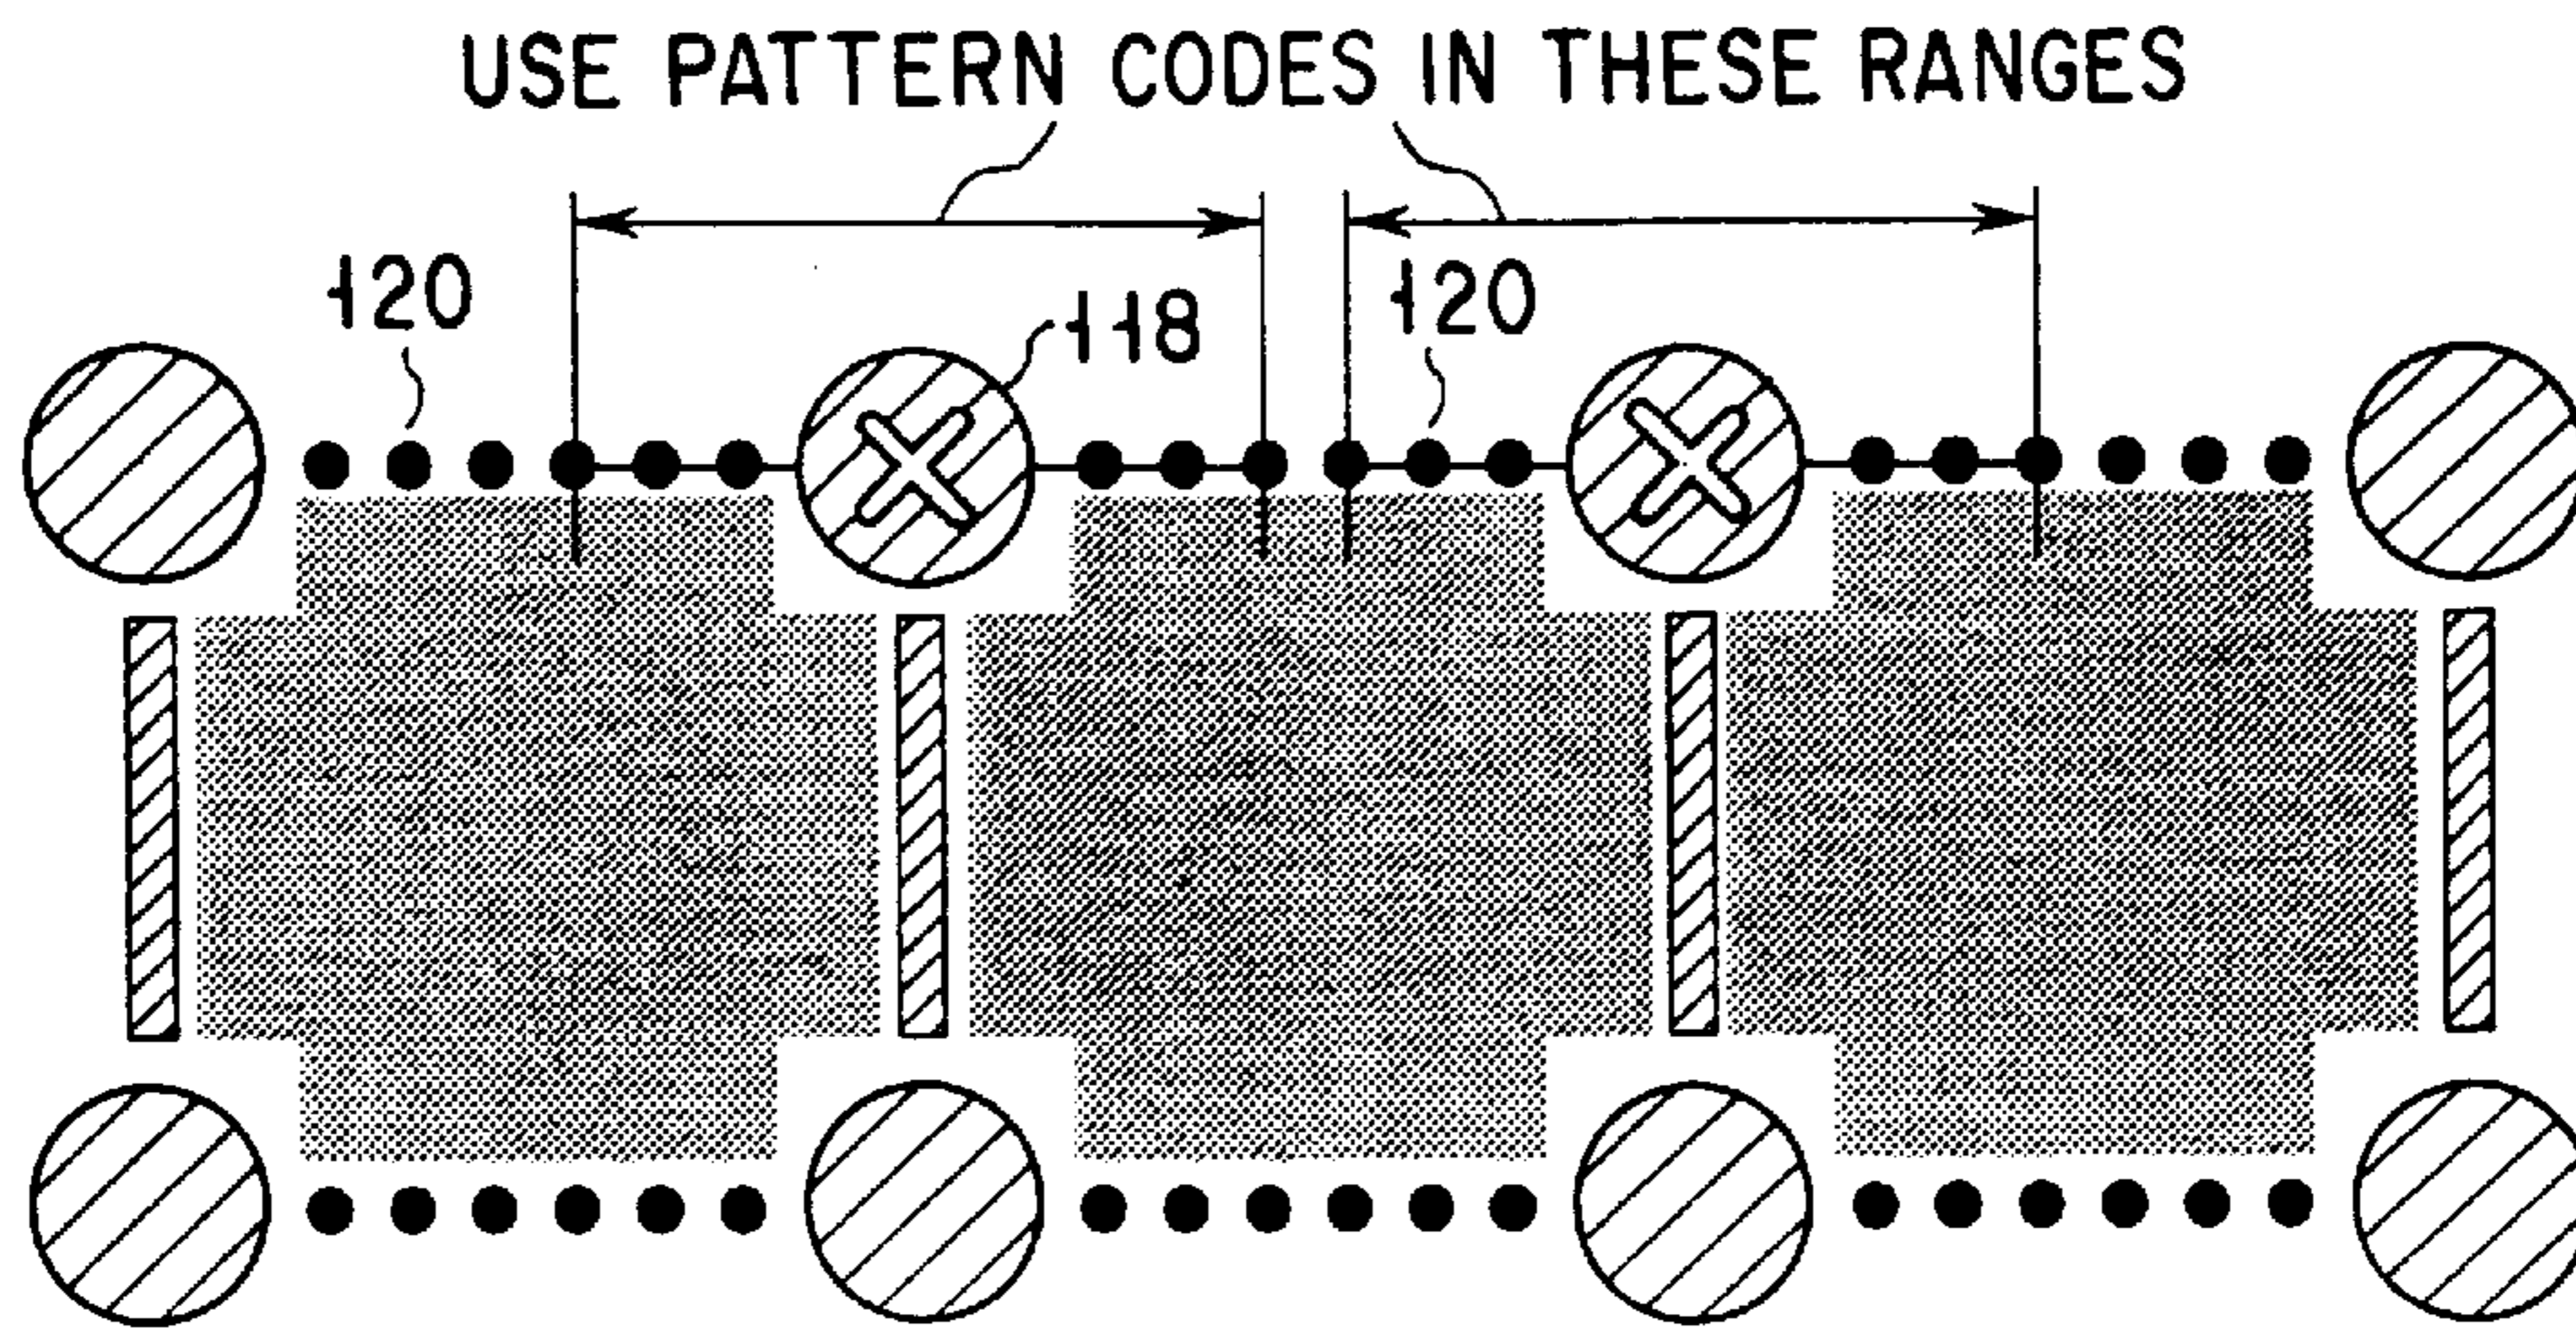 USE PATTERN CODES IN THESE RANGES
120
118
120